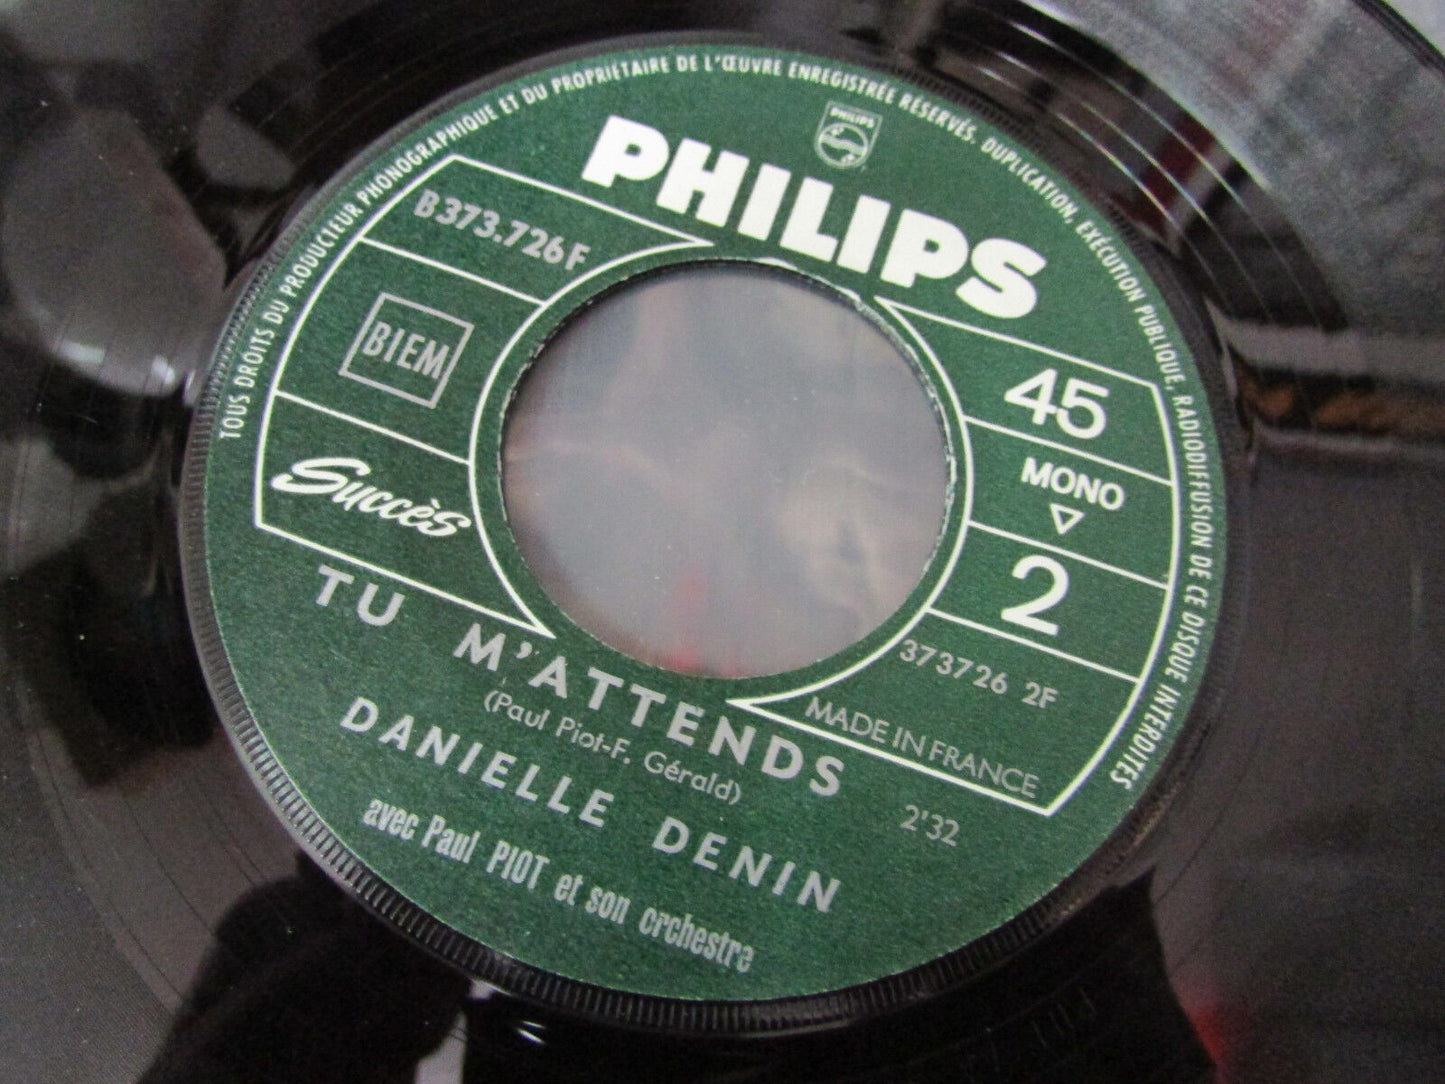 TOUS DROITS DU PRODUCTEUR PHONOGRAPHIQUE ET DU PROPRIÉTAIRE DE L'ŒUVRE ENREGISTRÉE RÉSERVÉS. DUPLICATION, EXÉCUTION PUBLIQUE, RADIODIFFUSION DE CE DISQUE INTERDITES
PHILIPS
PHILIPS
B373.726F
BIEM
Succès
45
MONO
2
373726 2F
MADE IN FRANCE
TU M'ATTENDS
(Paul Piot-F. Gérald)
2'32
DANIELLE DENIN
avec Paul PIOT et son orchestre